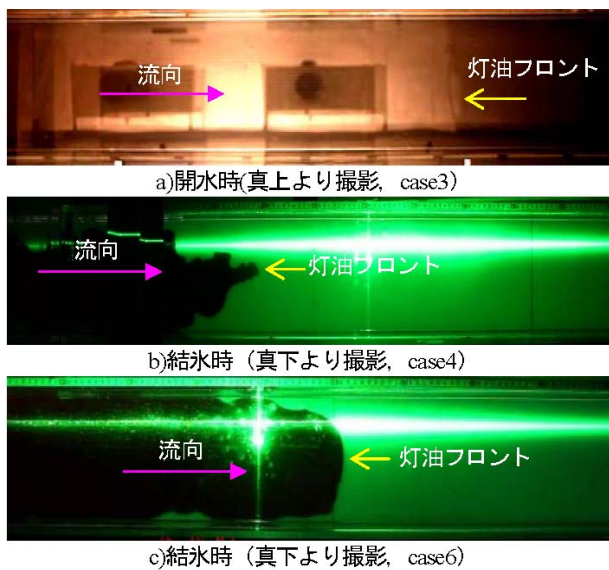 流向
灯油フロント
a)開水時(真上より撮影, case3)
流向
灯油フロント
b)結氷時（真下より撮影, case4）
流向
灯油フロント
c)結氷時（真下より撮影, case6）